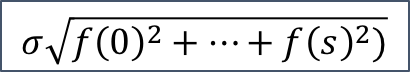 σ√f(0)² + ⋯ + f(s)²)